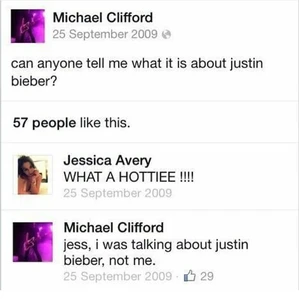 Michael Clifford
25 September 2009
can anyone tell me what it is about justin
bieber?
57 people like this.
Jessica Avery
WHAT A HOTTIEE !!!!
25 September 2009
Michael Clifford
jess, i was talking about justin
bieber, not me.
25 September 2009 · 29